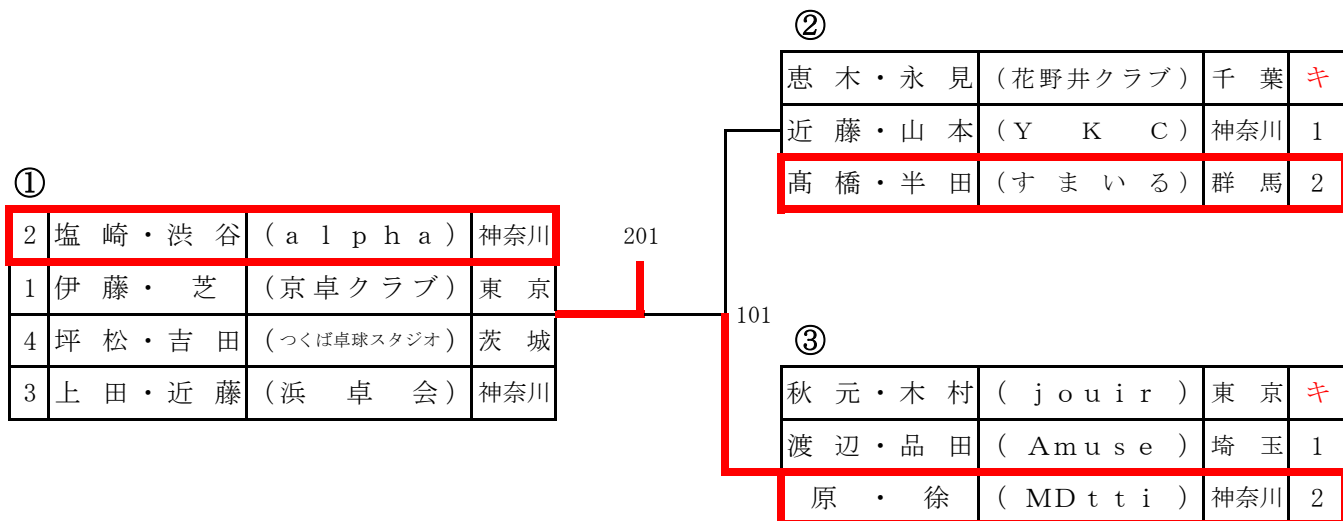 ①
2 塩崎・渋谷 (alpha) 神奈川
1 伊藤・芝 (京卓クラブ) 東京
4 坪松・吉田 (つくば卓球スタジオ) 茨城
3 上田・近藤 (浜卓会) 神奈川
201
101
②
恵木・永見 (花野井クラブ) 千葉 キ
近藤・山本 (YKC) 神奈川 1
髙橋・半田 (すまいる) 群馬 2
③
秋元・木村 (jouir) 東京 キ
渡辺・品田 (Amuse) 埼玉 1
原・徐 (MDtti) 神奈川 2